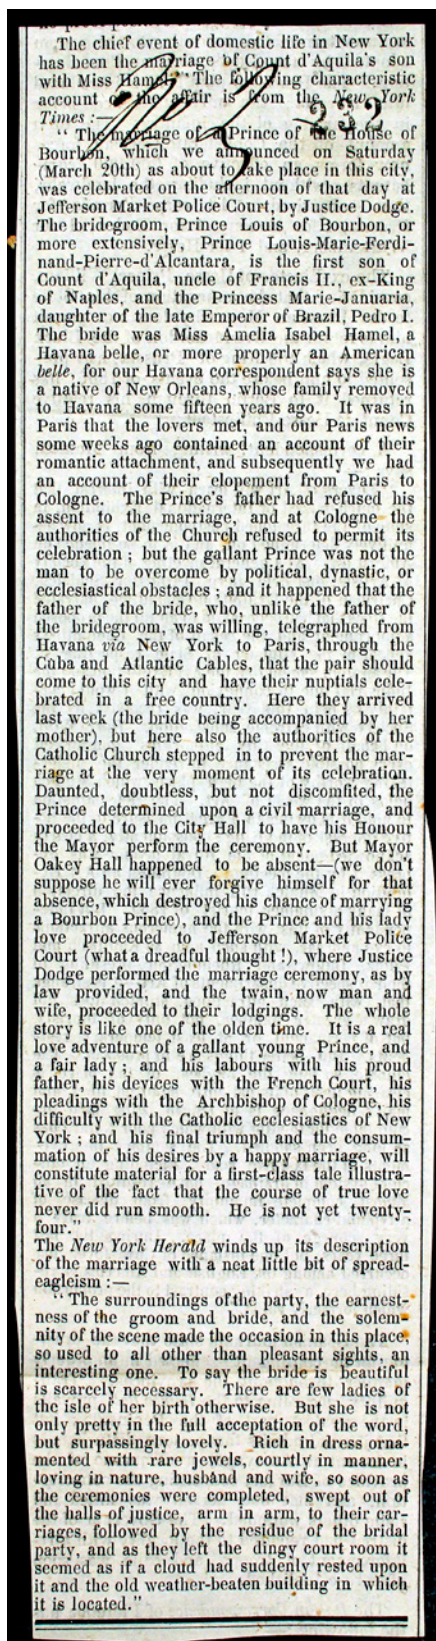 The chief event of domestic life in New York
has been the marriage of Count d'Aquila's son
with Miss Hamel. The following characteristic
account of the affair is from the New York
Times :—
232
" The marriage of a Prince of the House of
Bourbon, which we announced on Saturday
(March 20th) as about to take place in this city,
was celebrated on the afternoon of that day at
Jefferson Market Police Court, by Justice Dodge.
The bridegroom, Prince Louis of Bourbon, or
more extensively, Prince Louis-Marie-Ferdi-
nand-Pierre-d'Alcantara, is the first son of
Count d'Aquila, uncle of Francis II., ex-King
of Naples, and the Princess Marie-Januaria,
daughter of the late Emperor of Brazil, Pedro I.
The bride was Miss Amelia Isabel Hamel, a
Havana belle, or more properly an American
belle, for our Havana correspondent says she is
a native of New Orleans, whose family removed
to Havana some fifteen years ago. It was in
Paris that the lovers met, and our Paris news
some weeks ago contained an account of their
romantic attachment, and subsequently we had
an account of their elopement from Paris to
Cologne. The Prince's father had refused his
assent to the marriage, and at Cologne the
authorities of the Church refused to permit its
celebration ; but the gallant Prince was not the
man to be overcome by political, dynastic, or
ecclesiastical obstacles ; and it happened that the
father of the bride, who, unlike the father of
the bridegroom, was willing, telegraphed from
Havana via New York to Paris, through the
Cuba and Atlantic Cables, that the pair should
come to this city and have their nuptials cele-
brated in a free country. Here they arrived
last week (the bride being accompanied by her
mother), but here also the authorities of the
Catholic Church stepped in to prevent the mar-
riage at the very moment of its celebration.
Daunted, doubtless, but not discomfited, the
Prince determined upon a civil marriage, and
proceeded to the City Hall to have his Honour
the Mayor perform the ceremony. But Mayor
Oakey Hall happened to be absent—(we don't
suppose he will ever forgive himself for that
absence, which destroyed his chance of marrying
a Bourbon Prince), and the Prince and his lady
love proceeded to Jefferson Market Police
Court (what a dreadful thought !), where Justice
Dodge performed the marriage ceremony, as by
law provided, and the twain, now man and
wife, proceeded to their lodgings. The whole
story is like one of the olden time. It is a real
love adventure of a gallant young Prince, and
a fair lady ; and his labours with his proud
father, his devices with the French Court, his
pleadings with the Archbishop of Cologne, his
difficulty with the Catholic ecclesiastics of New
York ; and his final triumph and the consum-
mation of his desires by a happy marriage, will
constitute material for a first-class tale illustra-
tive of the fact that the course of true love
never did run smooth. He is not yet twenty-
four."
The New York Herald winds up its description
of the marriage with a neat little bit of spread-
eagleism :—
" The surroundings of the party, the earnest-
ness of the groom and bride, and the solem-
nity of the scene made the occasion in this place,
so used to all other than pleasant sights, an
interesting one. To say the bride is beautiful
is scarcely necessary. There are few ladies of
the isle of her birth otherwise. But she is not
only pretty in the full acceptation of the word,
but surpassingly lovely. Rich in dress orna-
mented with rare jewels, courtly in manner,
loving in nature, husband and wife, so soon as
the ceremonies were completed, swept out of
the halls of justice, arm in arm, to their car-
riages, followed by the residue of the bridal
party, and as they left the dingy court room it
seemed as if a cloud had suddenly rested upon
it and the old weather-beaten building in which
it is located."